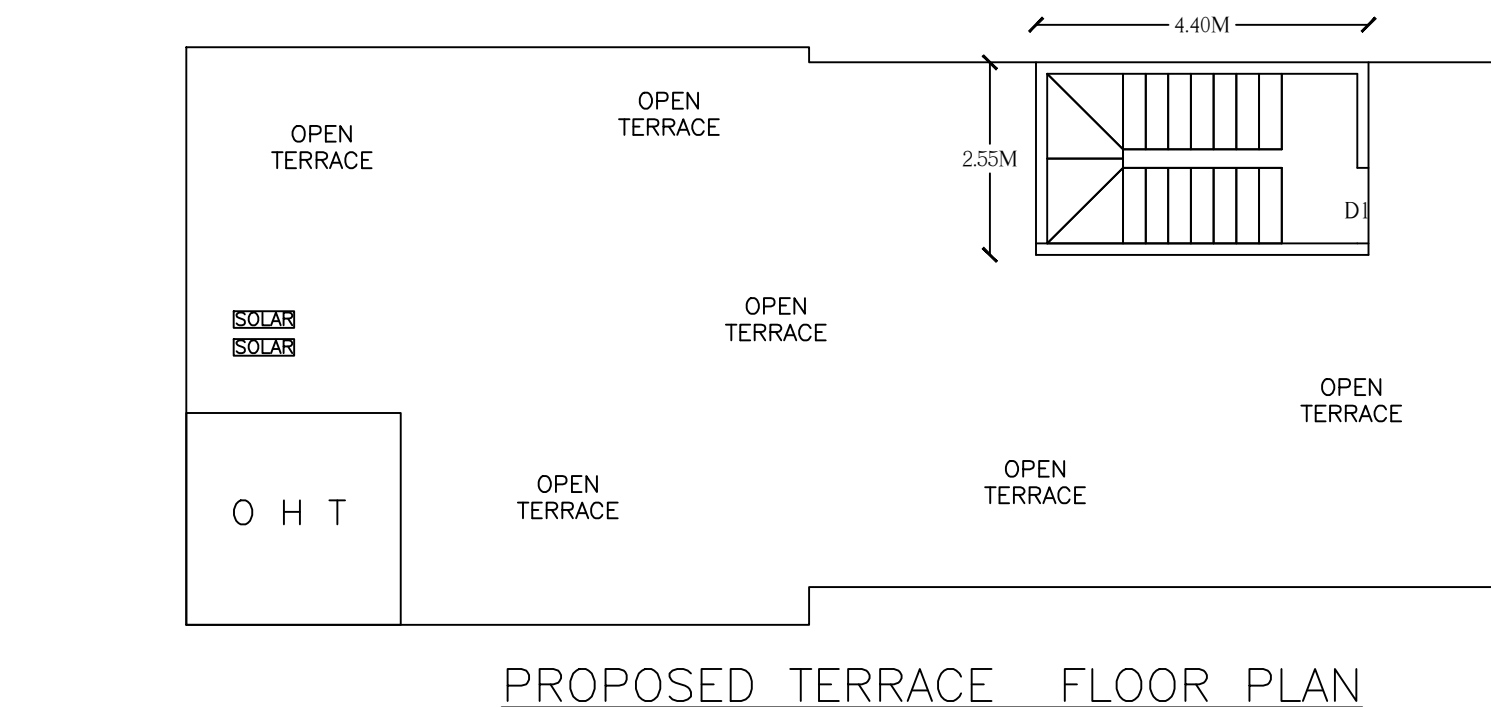 4.40M
OPEN
TERRACE
OPEN
TERRACE
2.55M
D1
OPEN
TERRACE
SOLAR
SOLAR
OPEN
TERRACE
OPEN
TERRACE
OPEN
TERRACE
O H T
PROPOSED TERRACE FLOOR PLAN